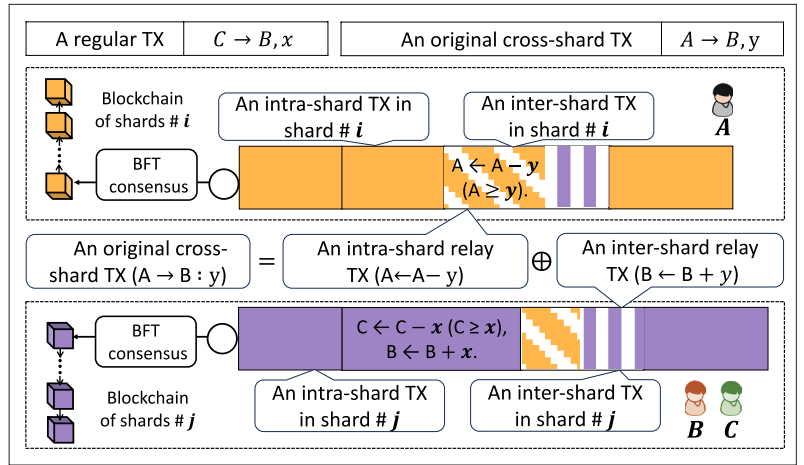 A regular TX
C → B, x
An original cross-shard TX
A → B, y
Blockchain
of shards # i
An intra-shard TX in
shard # i
An inter-shard TX
in shard # i
A
BFT
consensus
A ← A − y
(A ≥ y).
An original cross-
shard TX (A → B : y)
=
An intra-shard relay
TX (A←A− y)
⊕
An inter-shard relay
TX (B ← B + y)
BFT
consensus
C ← C − x (C ≥ x),
B ← B + x.
Blockchain
of shards # j
An intra-shard TX
in shard # j
An inter-shard TX
in shard # j
B
C